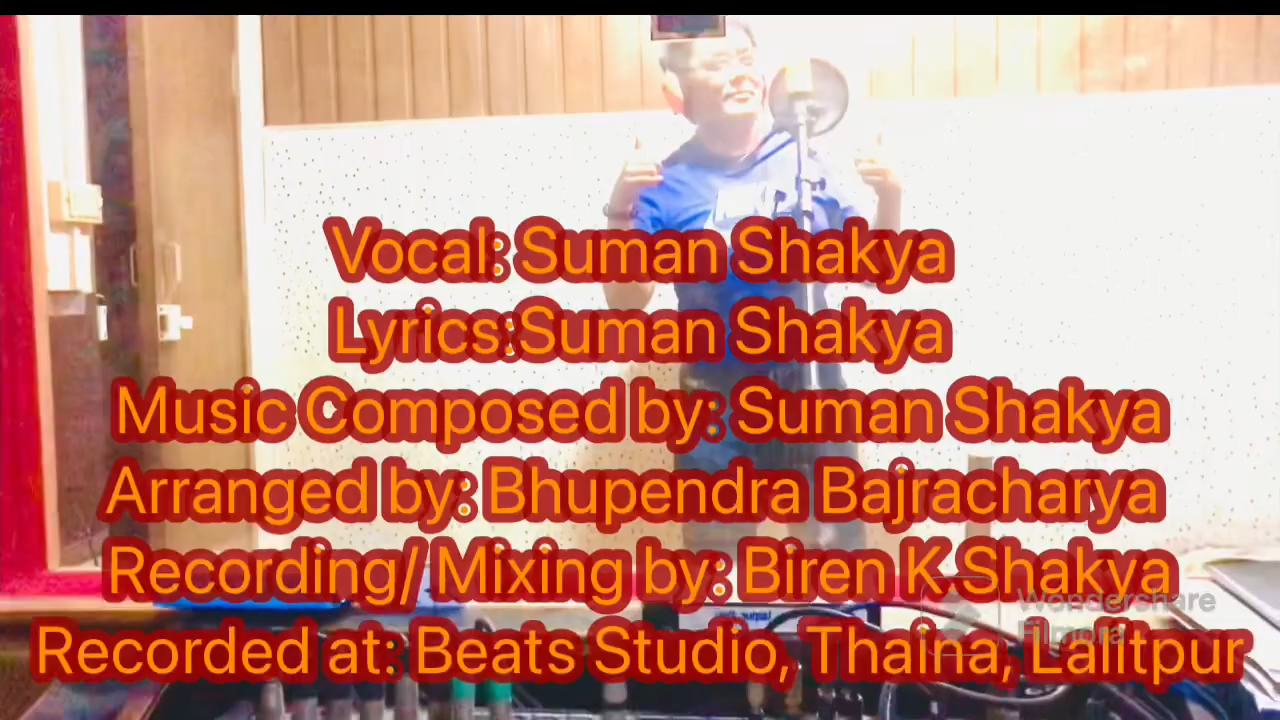 Vocal: Suman Shakya
Lyrics:Suman Shakya
Music Composed by: Suman Shakya
Arranged by: Bhupendra Bajracharya
Recording/ Mixing by: Biren K Shakya
Wondershare
Filmora
Recorded at: Beats Studio, Thaina, Lalitpur